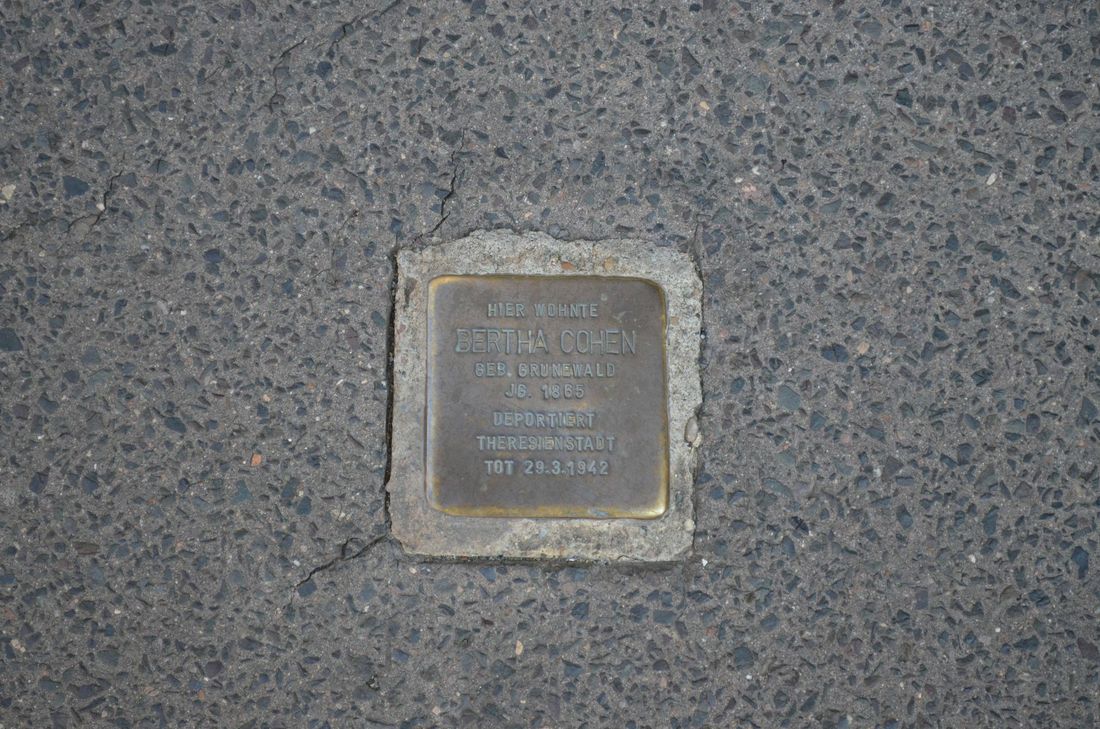 HIER WOHNTE
BERTHA COHEN
GEB. GRUNEWALD
JG. 1865
DEPORTIERT
THERESIENSTADT
TOT 29.3.1942